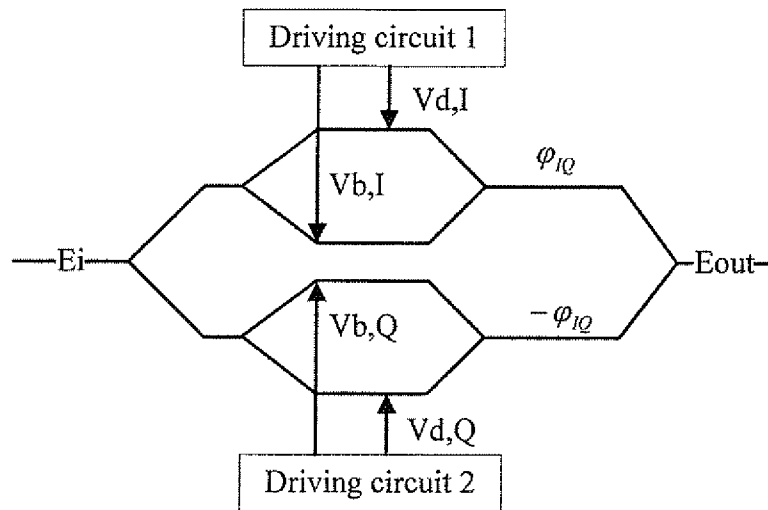 Driving circuit 1
Vd,I
φIQ
Vb,I
Ei
Eout
Vb,Q
−φIQ
Vd,Q
Driving circuit 2